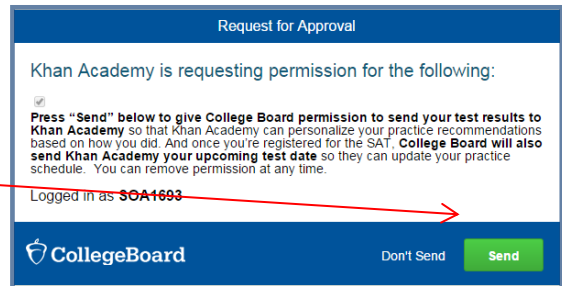 Request for Approval
Khan Academy is requesting permission for the following:
Press “Send” below to give College Board permission to send your test results to
Khan Academy so that Khan Academy can personalize your practice recommendations
based on how you did. And once you're registered for the SAT, College Board will also
send Khan Academy your upcoming test date so they can update your practice
schedule. You can remove permission at any time.
Logged in as SOA1693
CollegeBoard
Don't Send
Send